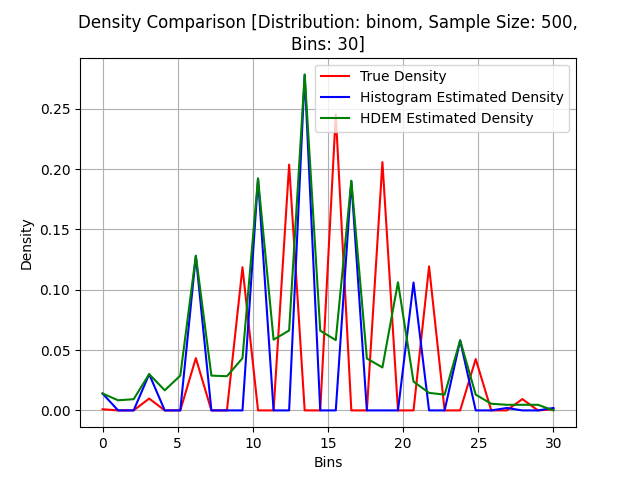 Density Comparison [Distribution: binom, Sample Size: 500,
Bins: 30]
True Density
Histogram Estimated Density
HDEM Estimated Density
Density
0.25
0.20
0.15
0.10
0.05
0.00
0 5 10 15 20 25 30
Bins